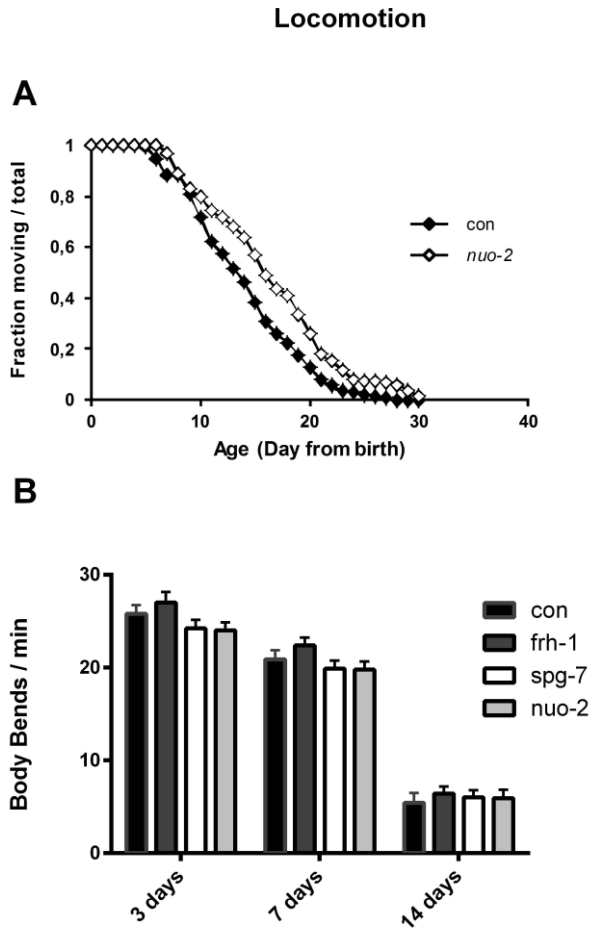 Locomotion
A
Fraction moving / total
1
0,8
0,6
0,4
0,2
0
0 10 20 30 40
Age (Day from birth)
con
nuo-2
B
Body Bends / min
30
20
10
0
3 days 7 days 14 days
con
frh-1
spg-7
nuo-2